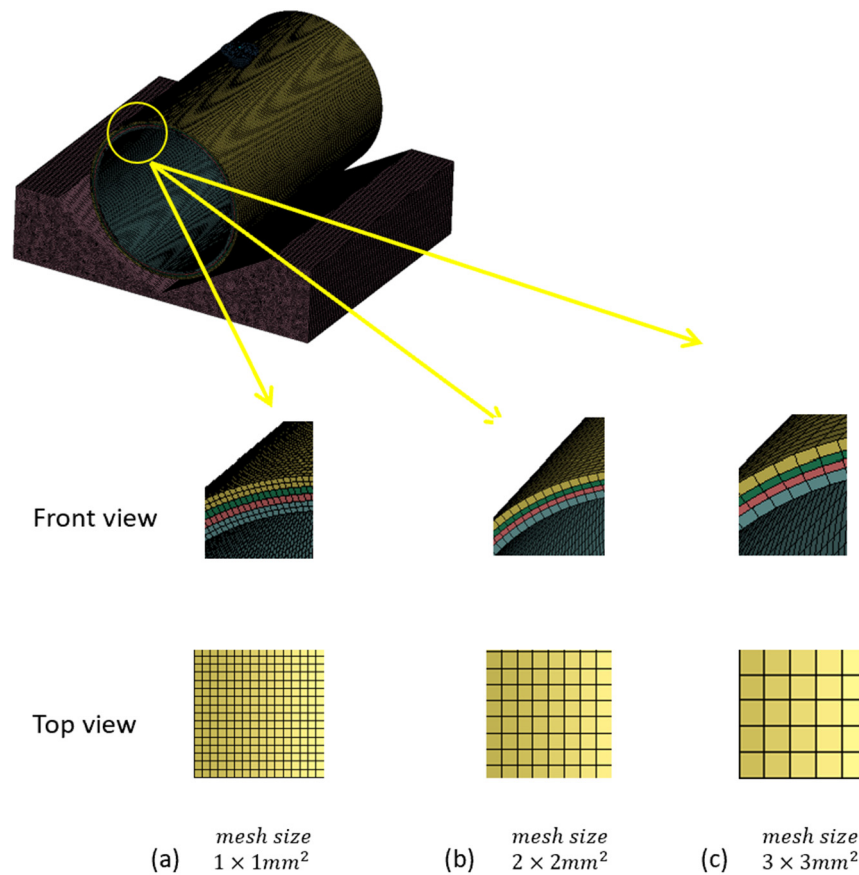 Front view
Top view
(a) mesh size
1 × 1mm²
(b) mesh size
2 × 2mm²
(c) mesh size
3 × 3mm²